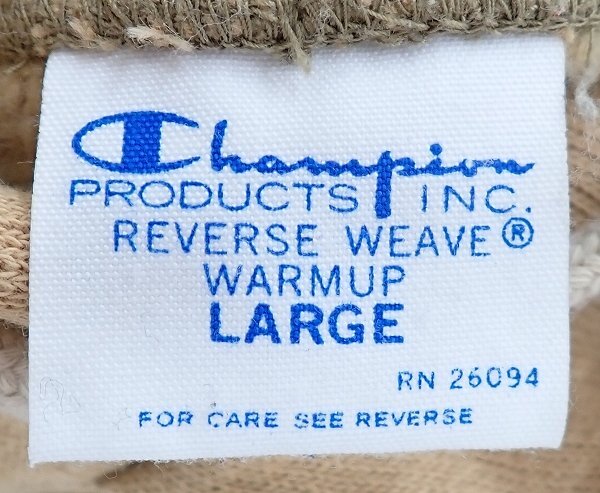 Champion
PRODUCTS INC.
REVERSE WEAVE®
WARMUP
LARGE
RN 26094
FOR CARE SEE REVERSE